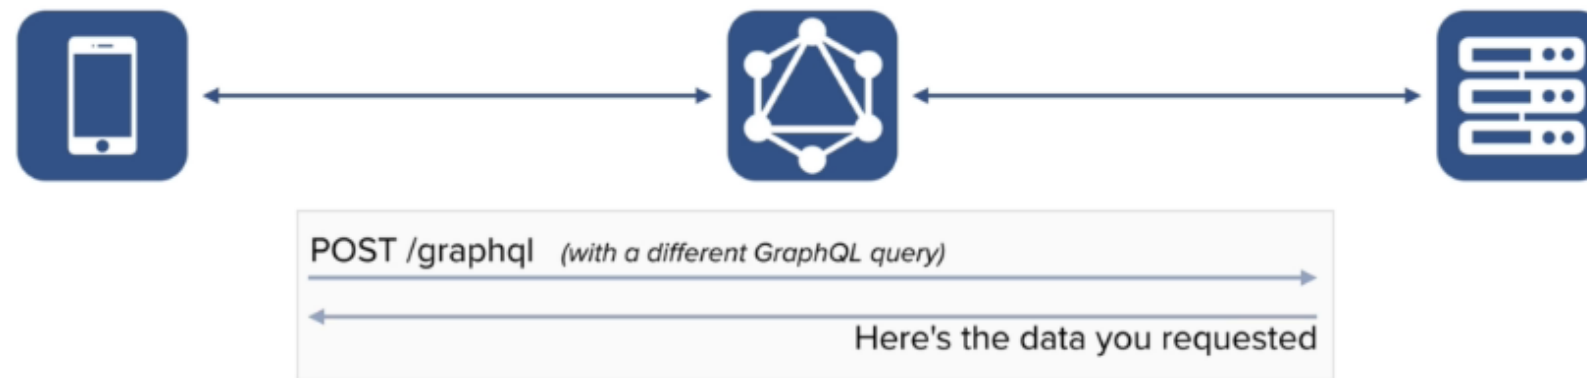 POST /graphql (with a different GraphQL query)
Here's the data you requested